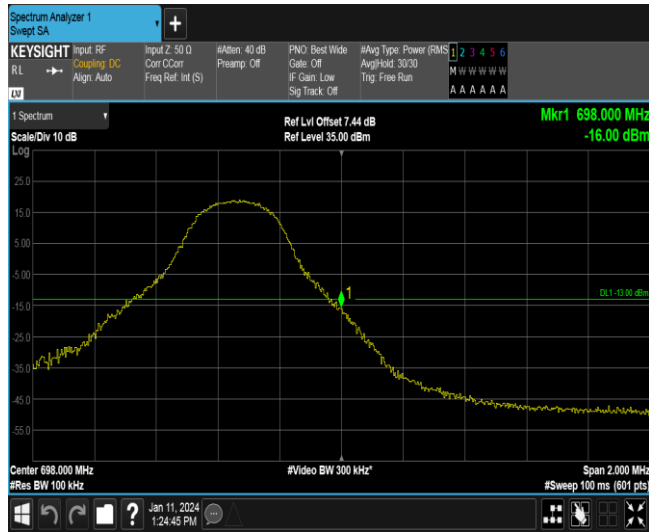 Spectrum Analyzer 1
Swept SA
+
KEYSIGHT
RL
LXI
Input: RF
Coupling: DC
Align: Auto
Input Z: 50 Ω
Corr CCorr
Freq Ref: Int (S)
#Atten: 40 dB
Preamp: Off
PNO: Best Wide
Gate: Off
IF Gain: Low
Sig Track: Off
#Avg Type: Power (RMS
Avg|Hold: 30/30
Trig: Free Run
1 2 3 4 5 6
M W W W W W
A A A A A A
1 Spectrum
Scale/Div 10 dB
Log
Ref Lvl Offset 7.44 dB
Ref Level 35.00 dBm
Mkr1 698.000 MHz
-16.00 dBm
25.0
15.0
5.00
-5.00
-15.0
-25.0
-35.0
-45.0
-55.0
1
DL1 -13.00 dBm
Center 698.000 MHz
#Res BW 100 kHz
#Video BW 300 kHz*
Span 2.000 MHz
#Sweep 100 ms (601 pts)
?
Jan 11, 2024
1:24:45 PM